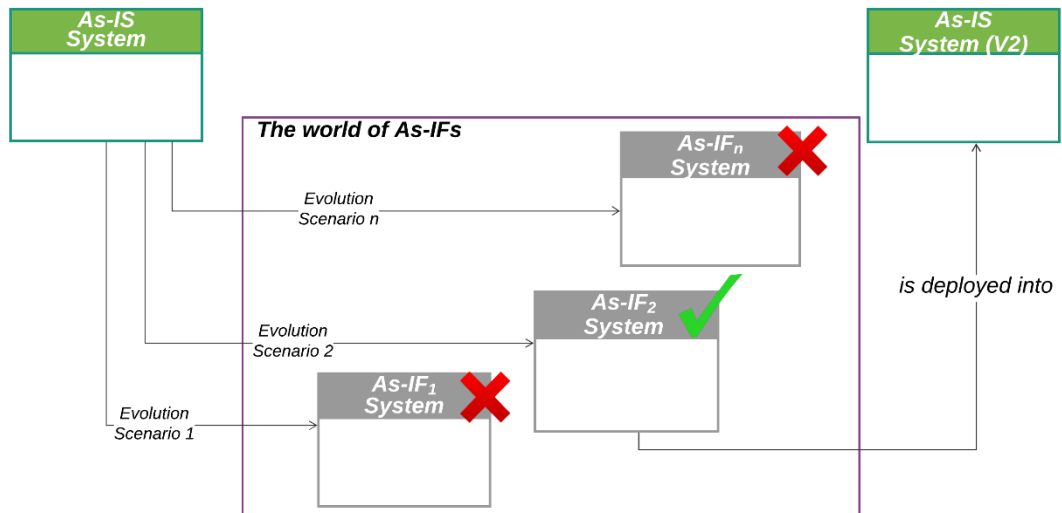 As-IS
System
As-IS
System (V2)
The world of As-IFs
As-IFₙ
System
Evolution
Scenario n
is deployed into
As-IF₂
System
Evolution
Scenario 2
As-IF₁
System
Evolution
Scenario 1